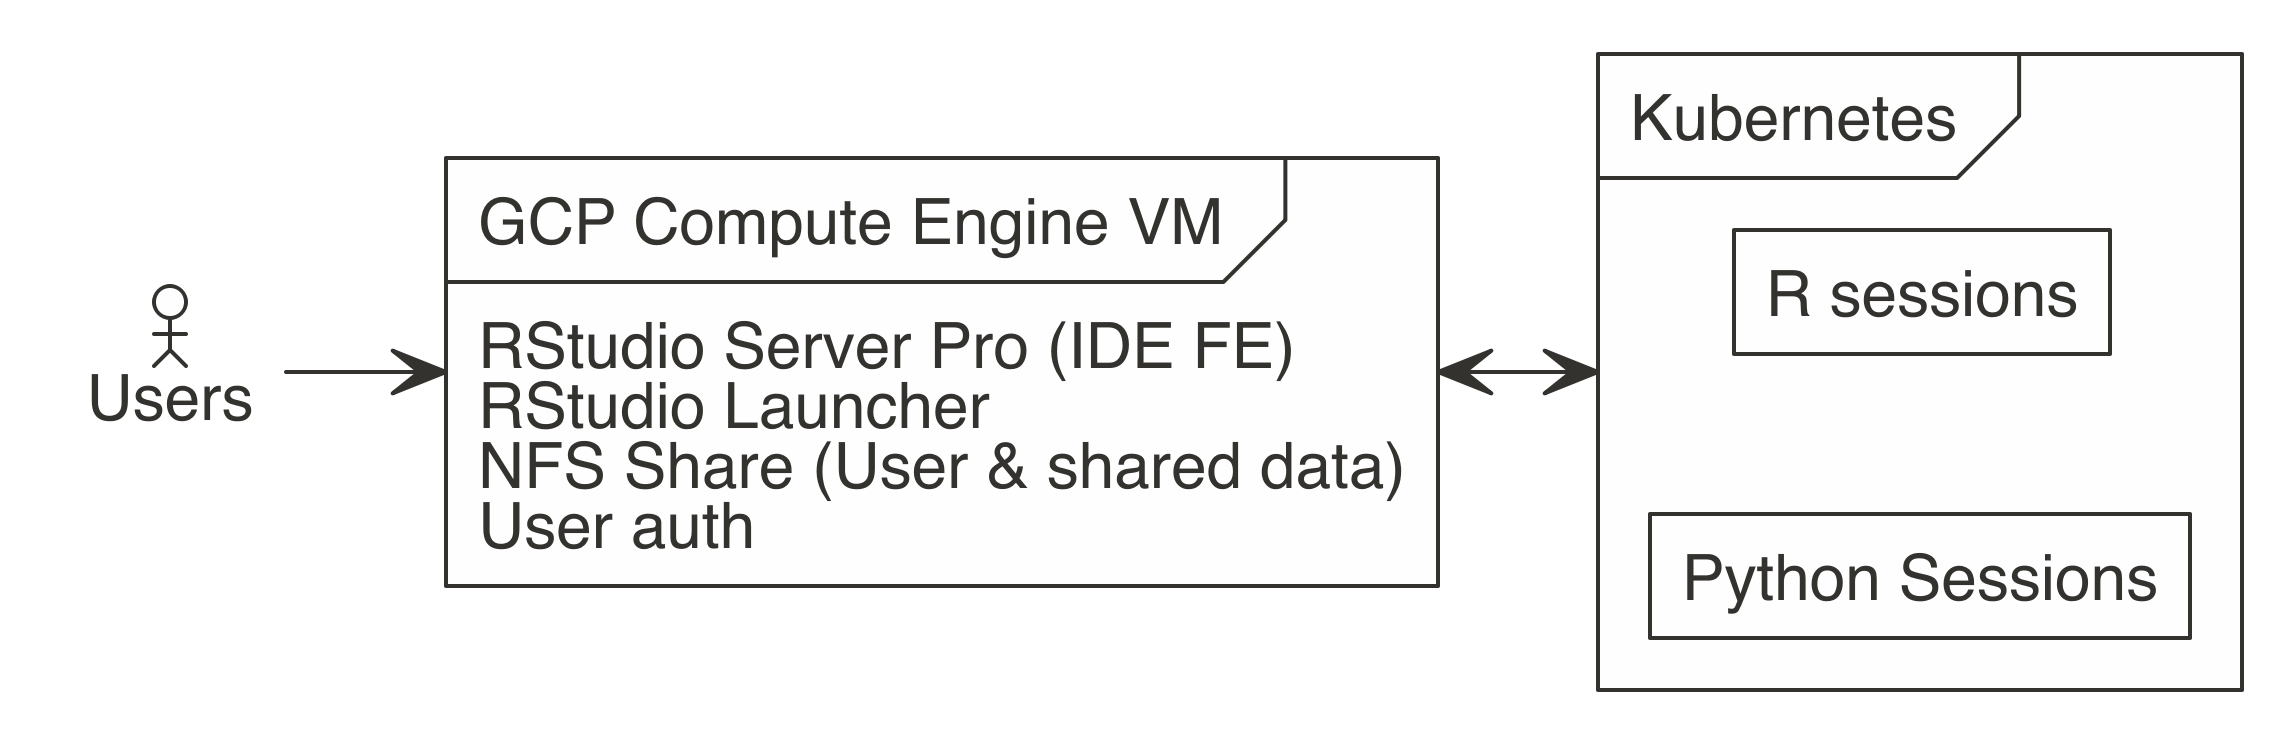 Users
GCP Compute Engine VM
RStudio Server Pro (IDE FE)
RStudio Launcher
NFS Share (User & shared data)
User auth
Kubernetes
R sessions
Python Sessions